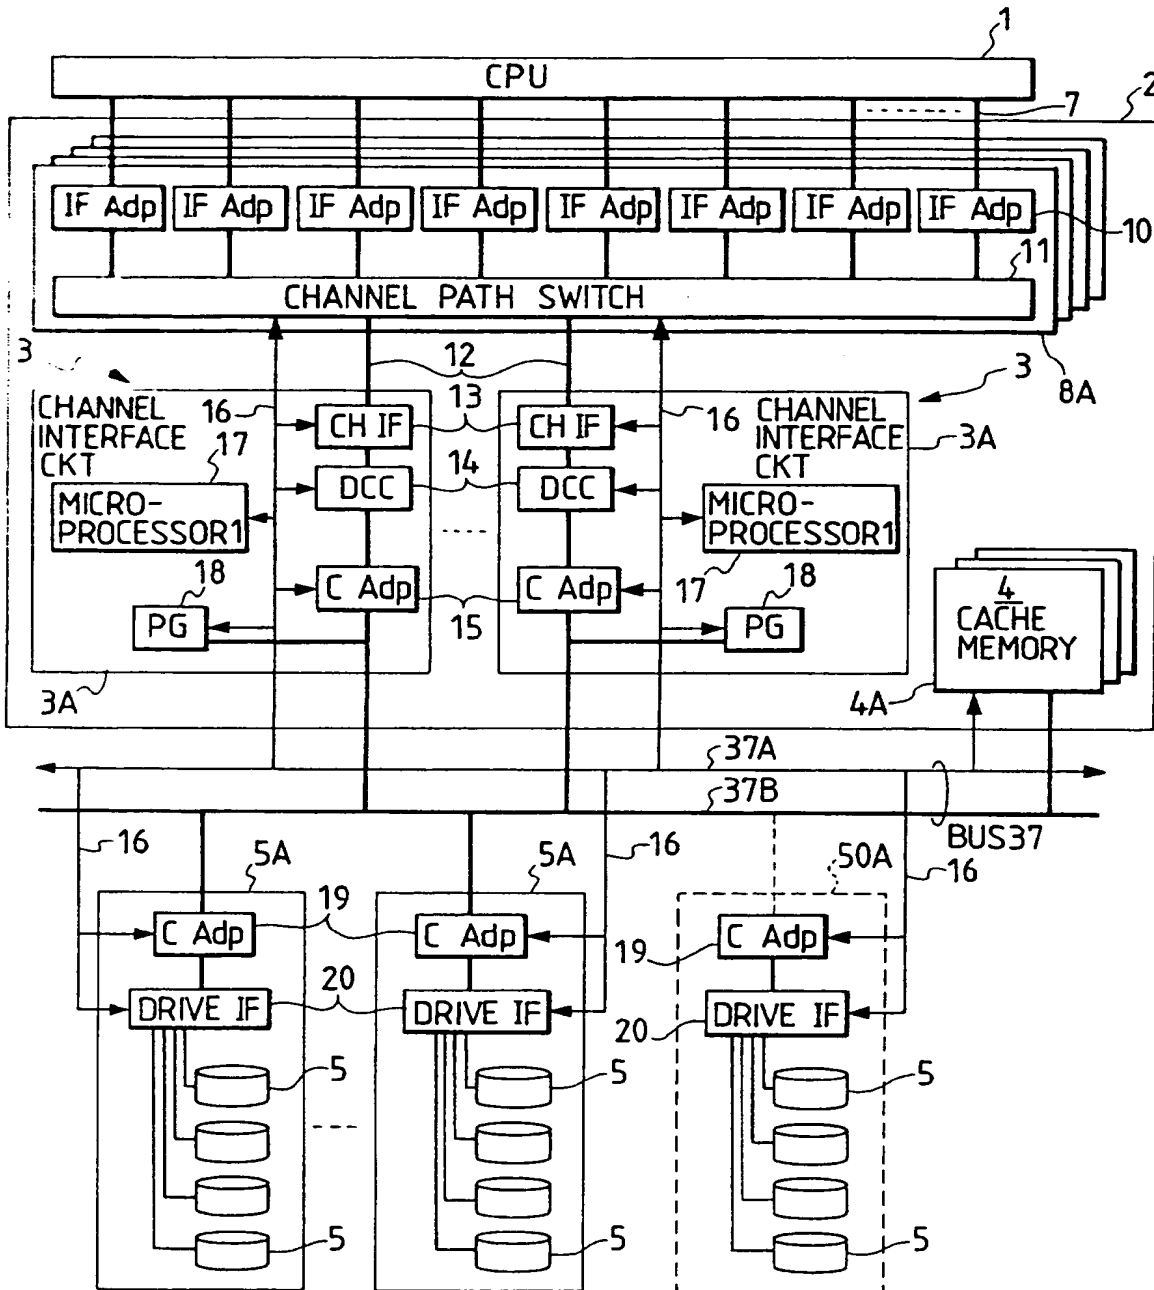 1
CPU
2
7
IF Adp IF Adp IF Adp IF Adp IF Adp IF Adp IF Adp IF Adp
10
11
CHANNEL PATH SWITCH
8A
3
12
3
CHANNEL
INTERFACE
CKT
16
CH IF
13
CH IF
16
CHANNEL
INTERFACE
CKT
3A
17
DCC
14
DCC
MICRO-
PROCESSOR1
MICRO-
PROCESSOR1
17
18
C Adp
15
C Adp
18
PG
PG
3A
4
CACHE
MEMORY
4A
37A
37B
BUS37
16
5A
5A
16
50A
16
C Adp
19
C Adp
19
C Adp
DRIVE IF
20
DRIVE IF
20
DRIVE IF
5
5
5
5
5
5